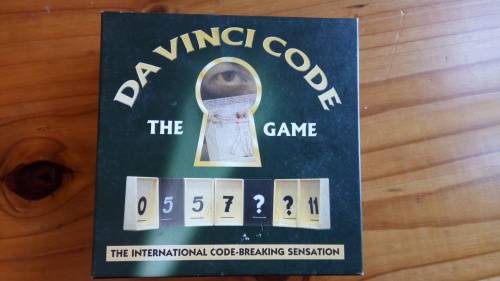 DA VINCI CODE
THE GAME
0 5 5 7 ? ? 11
THE INTERNATIONAL CODE-BREAKING SENSATION